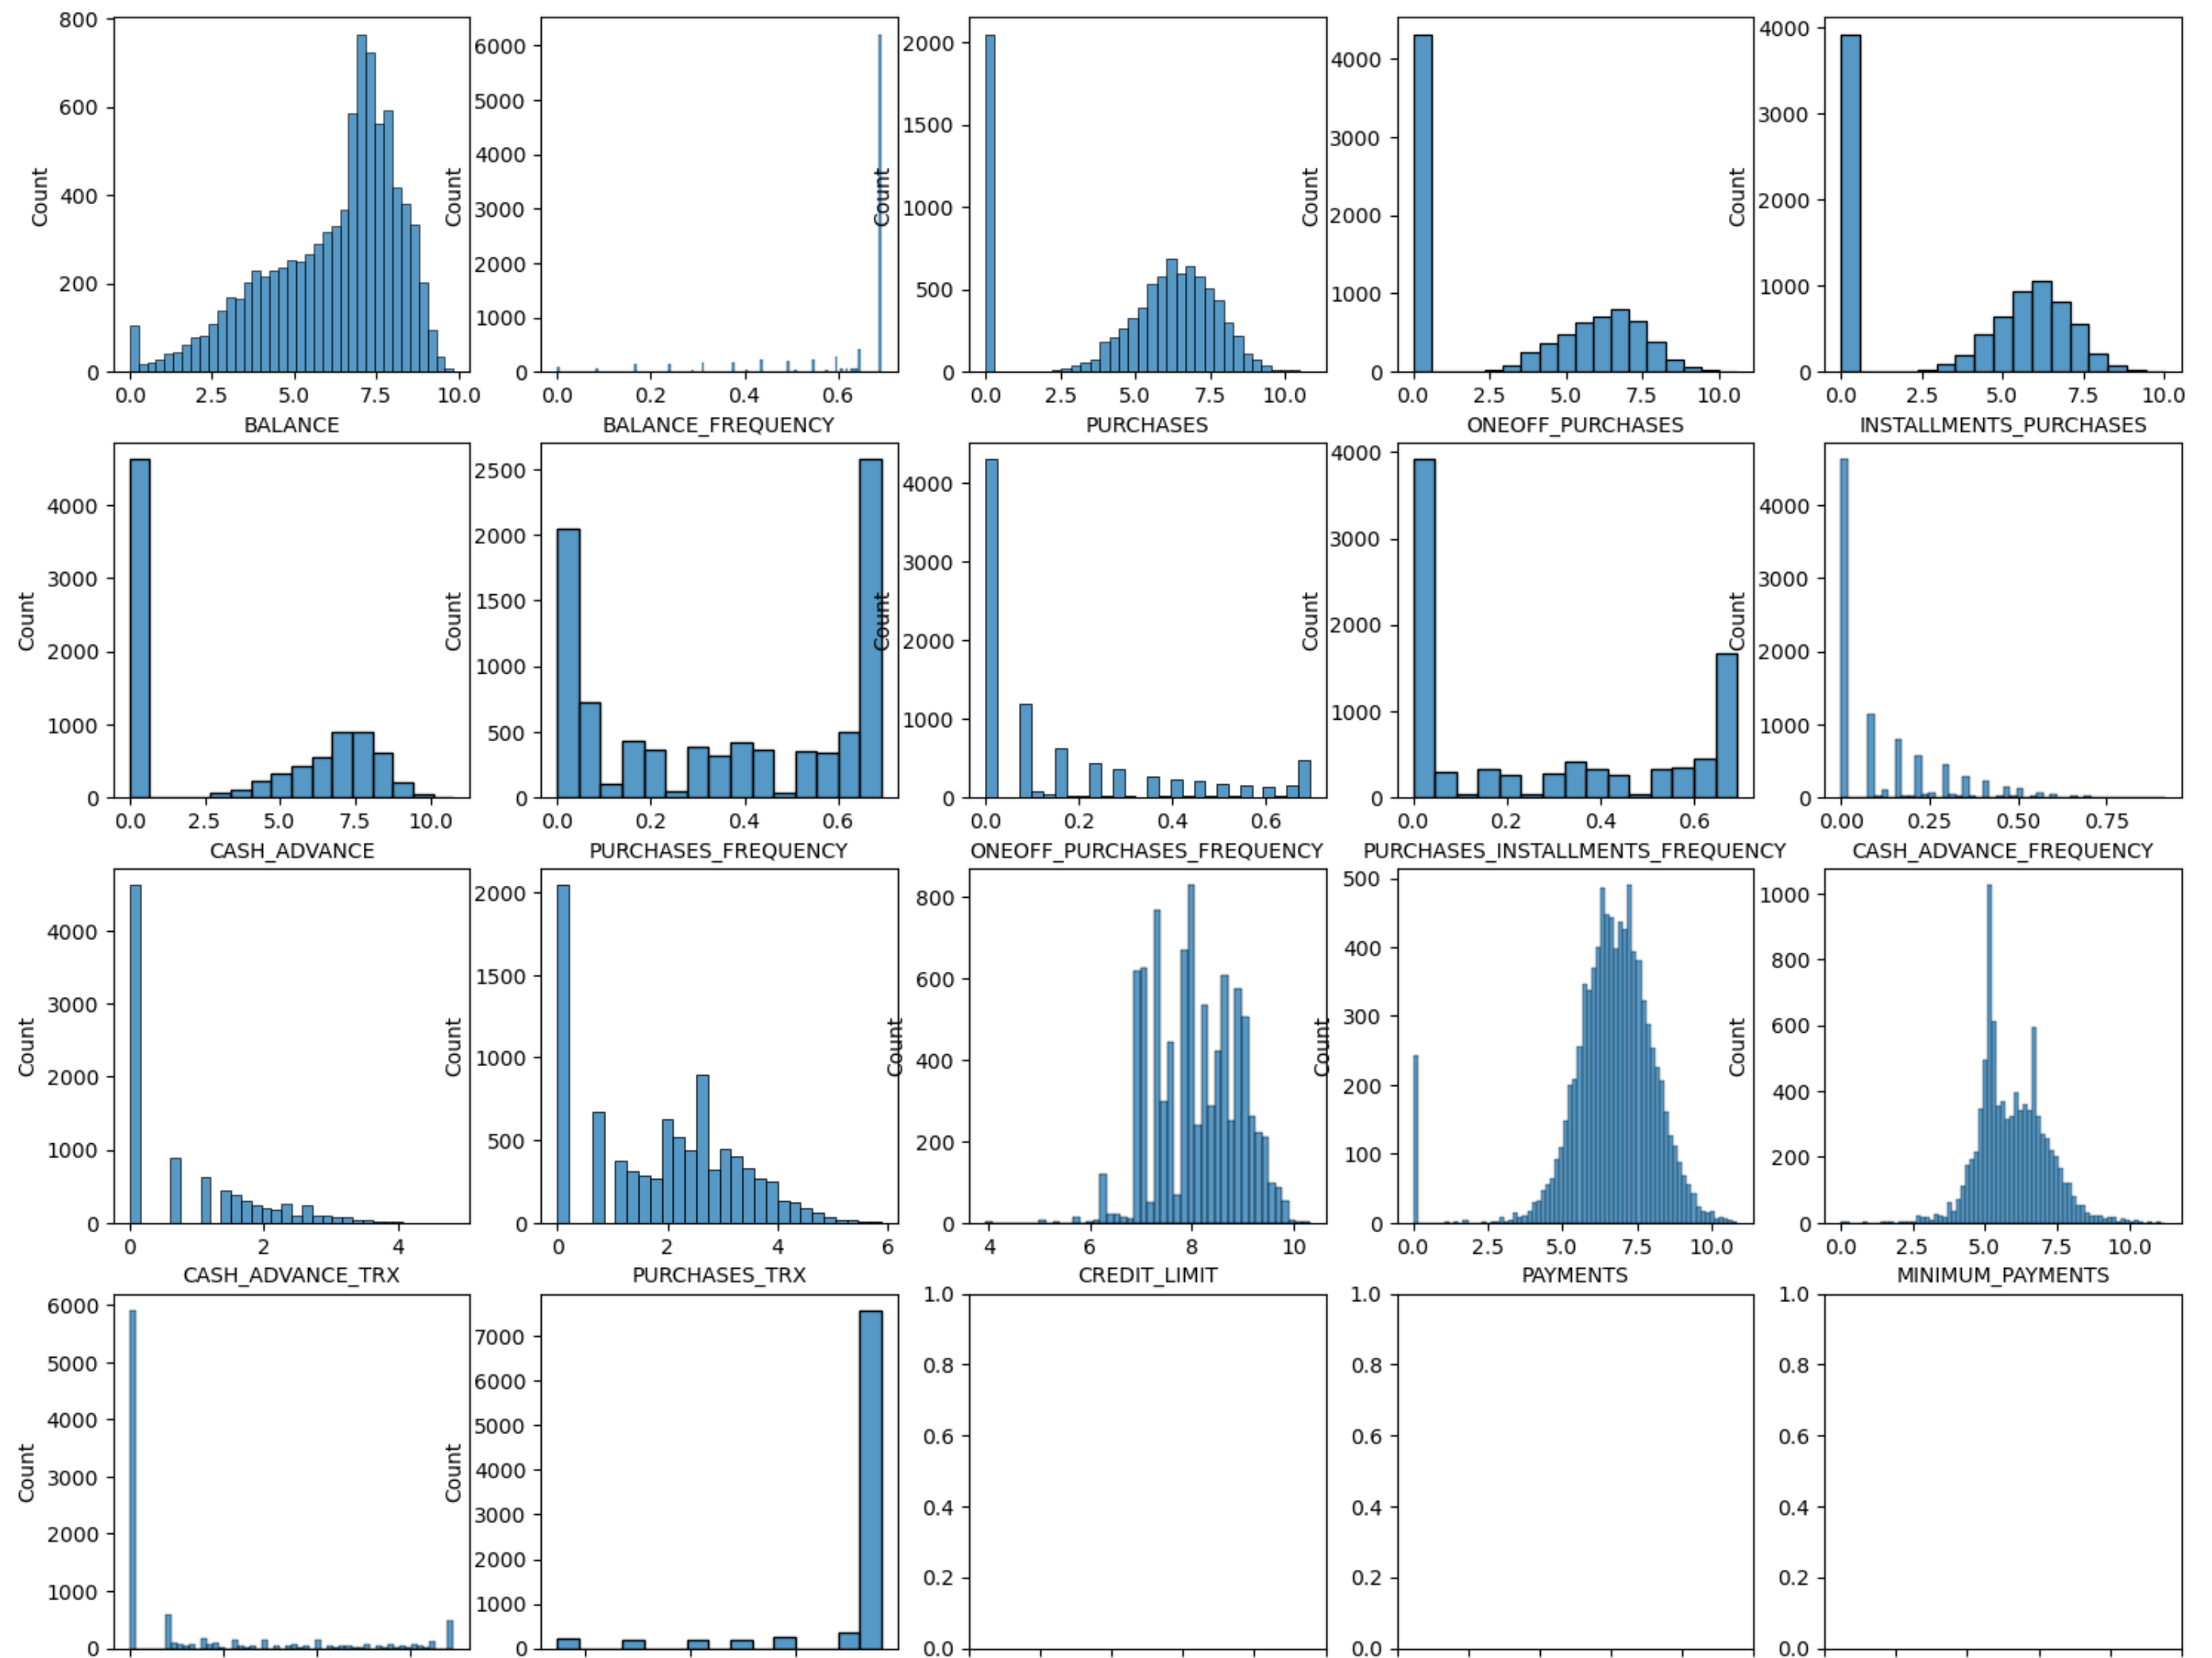 800
600
400
200
0
Count
0.0 2.5 5.0 7.5 10.0
BALANCE
6000
5000
4000
3000
2000
1000
0
Count
0.0 0.2 0.4 0.6
BALANCE_FREQUENCY
2000
1500
1000
500
0
Count
0.0 2.5 5.0 7.5 10.0
PURCHASES
4000
3000
2000
1000
0
Count
0.0 2.5 5.0 7.5 10.0
ONEOFF_PURCHASES
4000
3000
2000
1000
0
Count
0.0 2.5 5.0 7.5 10.0
INSTALLMENTS_PURCHASES
4000
3000
2000
1000
0
Count
0.0 2.5 5.0 7.5 10.0
CASH_ADVANCE
2500
2000
1500
1000
500
0
Count
0.0 0.2 0.4 0.6
PURCHASES_FREQUENCY
4000
3000
2000
1000
0
Count
0.0 0.2 0.4 0.6
ONEOFF_PURCHASES_FREQUENCY
4000
3000
2000
1000
0
Count
0.0 0.2 0.4 0.6
PURCHASES_INSTALLMENTS_FREQUENCY
4000
3000
2000
1000
0
Count
0.00 0.25 0.50 0.75
CASH_ADVANCE_FREQUENCY
4000
3000
2000
1000
0
Count
0 2 4
CASH_ADVANCE_TRX
2000
1500
1000
500
0
Count
0 2 4 6
PURCHASES_TRX
800
600
400
200
0
Count
4 6 8 10
CREDIT_LIMIT
500
400
300
200
100
0
Count
0.0 2.5 5.0 7.5 10.0
PAYMENTS
1000
800
600
400
200
0
Count
0.0 2.5 5.0 7.5 10.0
MINIMUM_PAYMENTS
6000
5000
4000
3000
2000
1000
0
Count
7000
6000
5000
4000
3000
2000
1000
0
Count
1.0
0.8
0.6
0.4
0.2
0.0
1.0
0.8
0.6
0.4
0.2
0.0
1.0
0.8
0.6
0.4
0.2
0.0